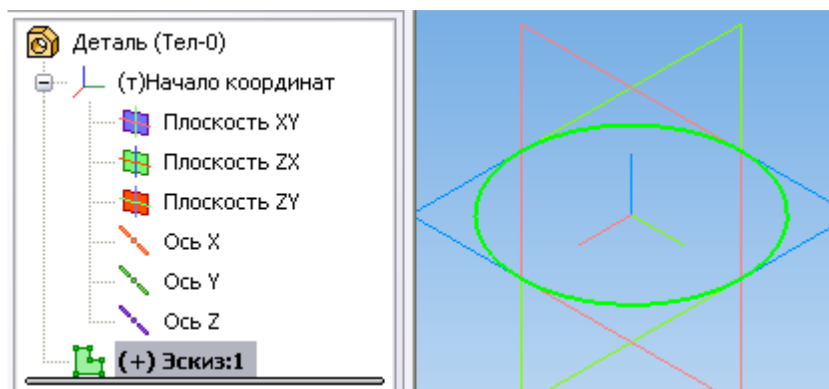 Деталь (Тел-0)
(т)Начало координат
Плоскость XY
Плоскость ZX
Плоскость ZY
Ось X
Ось Y
Ось Z
(+) Эскиз:1